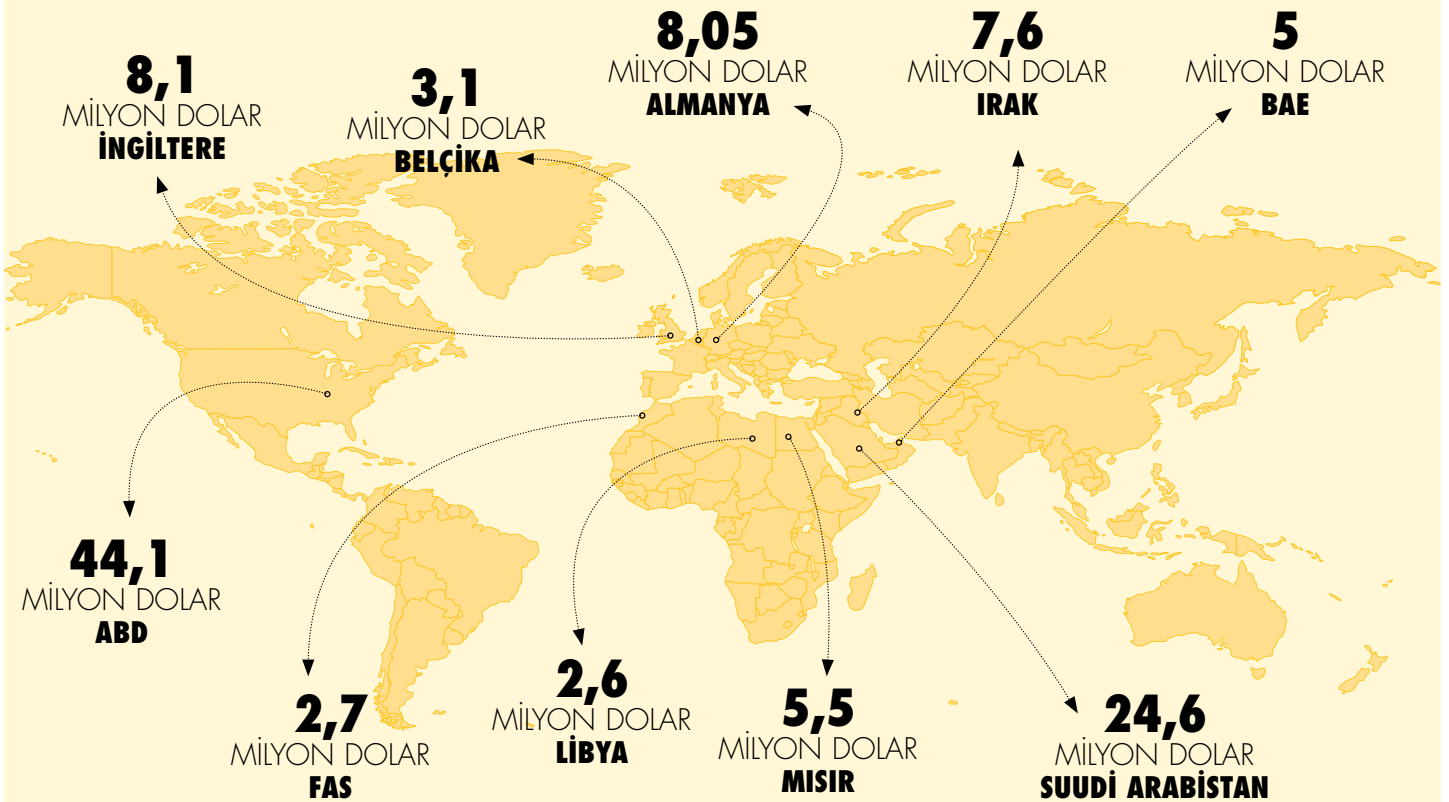 8,1
MİLYON DOLAR
İNGİLTERE
3,1
MİLYON DOLAR
BELÇİKA
8,05
MİLYON DOLAR
ALMANYA
7,6
MİLYON DOLAR
IRAK
5
MİLYON DOLAR
BAE
44,1
MİLYON DOLAR
ABD
2,7
MİLYON DOLAR
FAS
2,6
MİLYON DOLAR
LİBYA
5,5
MİLYON DOLAR
MISIR
24,6
MİLYON DOLAR
SUUDİ ARABİSTAN